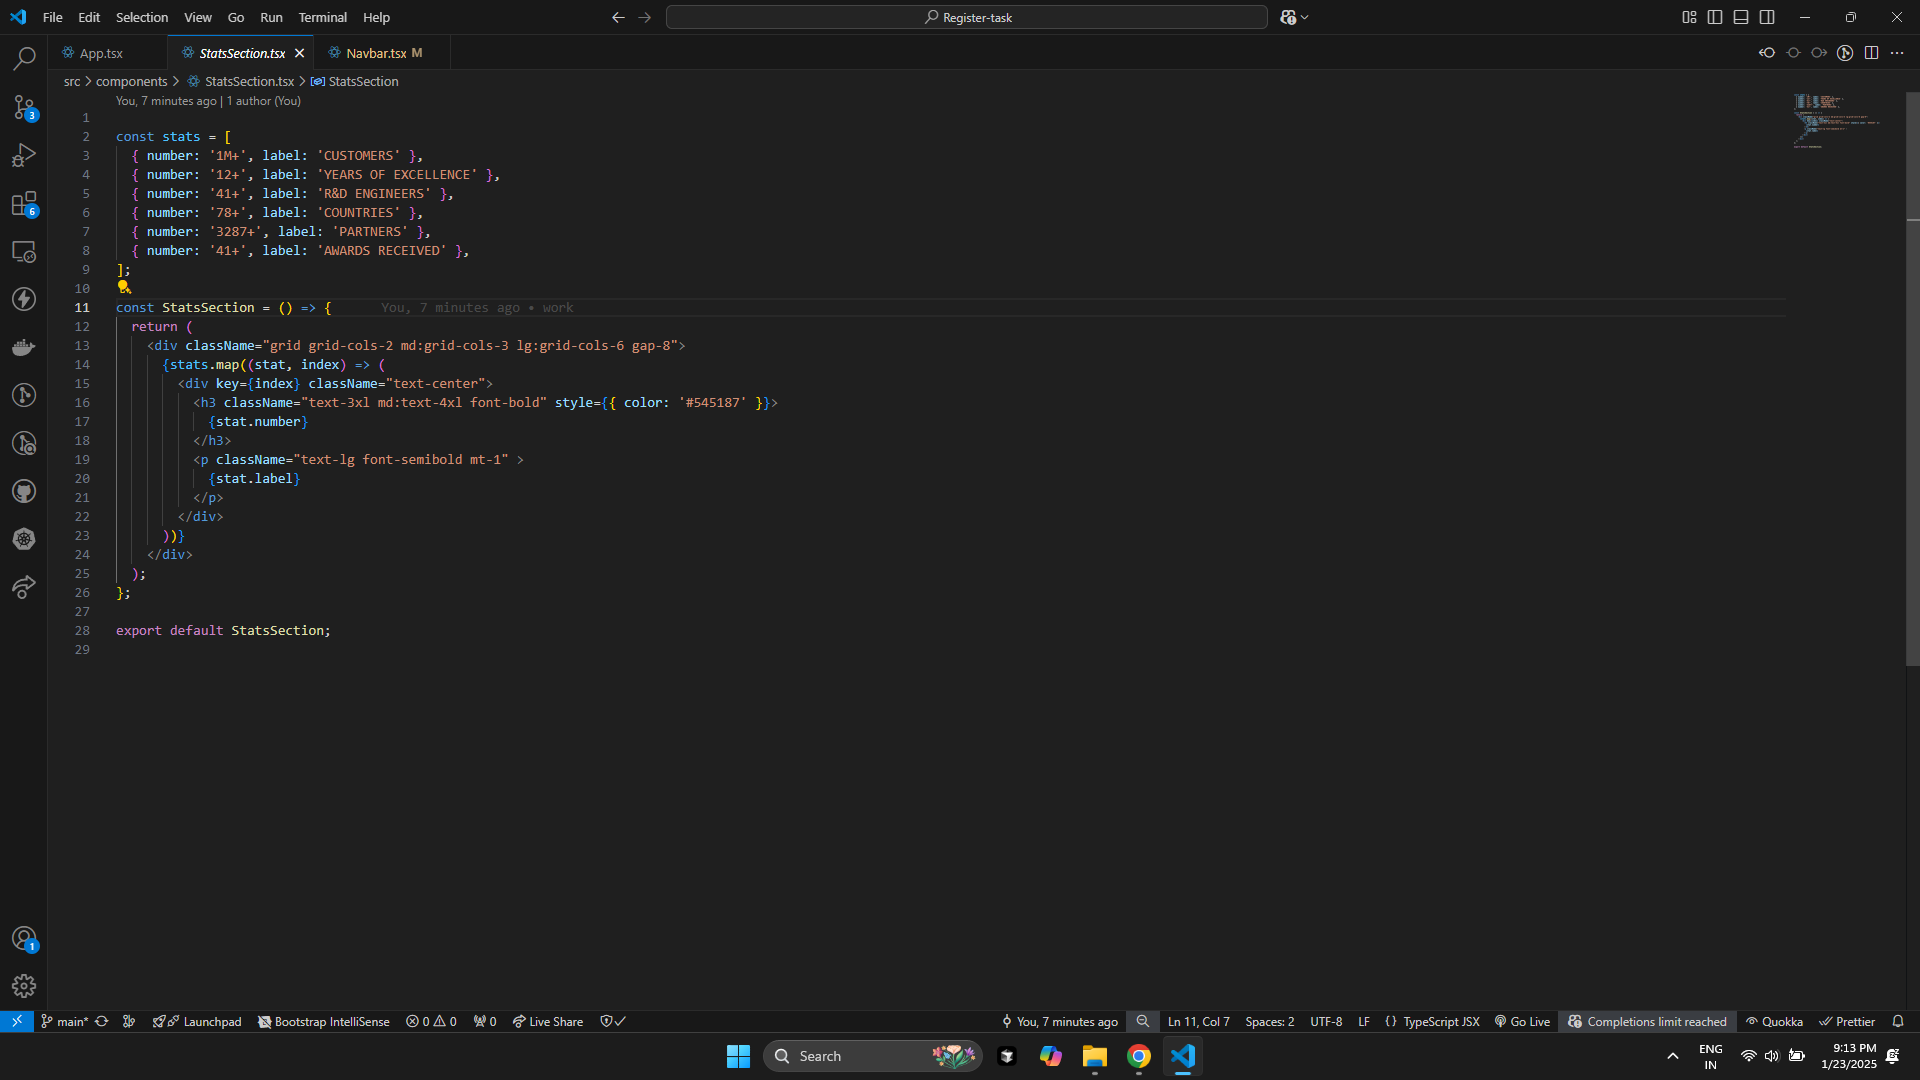 File Edit Selection View Go Run Terminal Help
Register-task
App.tsx
StatsSection.tsx
Navbar.tsx M
src > components > StatsSection.tsx > StatsSection
You, 7 minutes ago | 1 author (You)
1
2 const stats = [
3 { number: '1M+', label: 'CUSTOMERS' },
4 { number: '12+', label: 'YEARS OF EXCELLENCE' },
5 { number: '41+', label: 'R&D ENGINEERS' },
6 { number: '78+', label: 'COUNTRIES' },
7 { number: '3287+', label: 'PARTNERS' },
8 { number: '41+', label: 'AWARDS RECEIVED' },
9 ];
10
11 const StatsSection = () => { You, 7 minutes ago • work
12 return (
13 <div className="grid grid-cols-2 md:grid-cols-3 lg:grid-cols-6 gap-8">
14 {stats.map((stat, index) => (
15 <div key={index} className="text-center">
16 <h3 className="text-3xl md:text-4xl font-bold" style={{ color: '#545187' }}>
17 {stat.number}
18 </h3>
19 <p className="text-lg font-semibold mt-1" >
20 {stat.label}
21 </p>
22 </div>
23 ))}
24 </div>
25 );
26 };
27
28 export default StatsSection;
29
3
6
1
main* Launchpad Bootstrap IntelliSense 0 0 0 Live Share You, 7 minutes ago Ln 11, Col 7 Spaces: 2 UTF-8 LF {} TypeScript JSX Go Live Completions limit reached Quokka Prettier
Search
ENG
IN
9:13 PM
1/23/2025